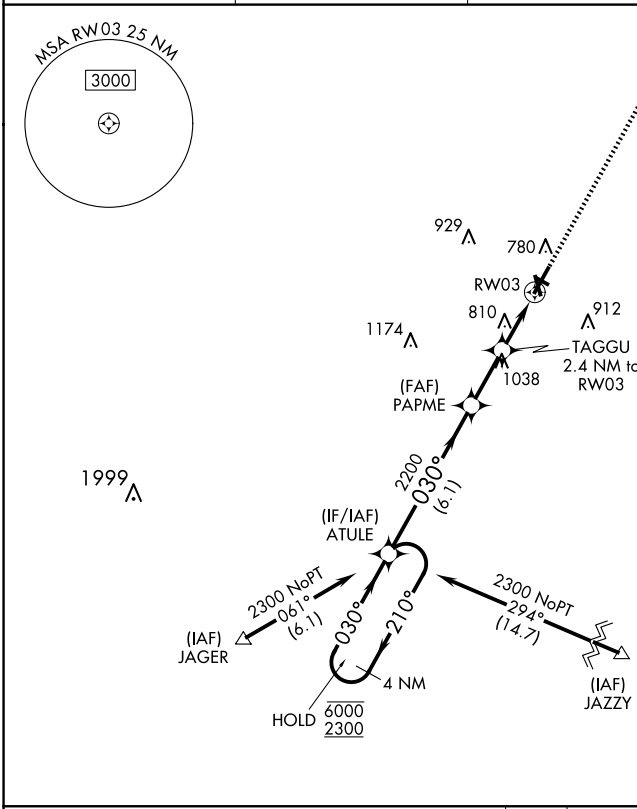 MSA RW03 25 NM
3000
929
780
RW03
810
912
1174
TAGGU
2.4 NM to
RW03
1038
(FAF)
PAPME
2200
030°
(6.1)
1999
(IF/IAF)
ATULE
2300 NoPT
061°
(6.1)
(IAF)
JAGER
030°
210°
2300 NoPT
294°
(14.7)
(IAF)
JAZZY
4 NM
HOLD
6000
2300